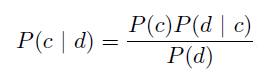 P(c | d) = P(c)P(d | c) / P(d)